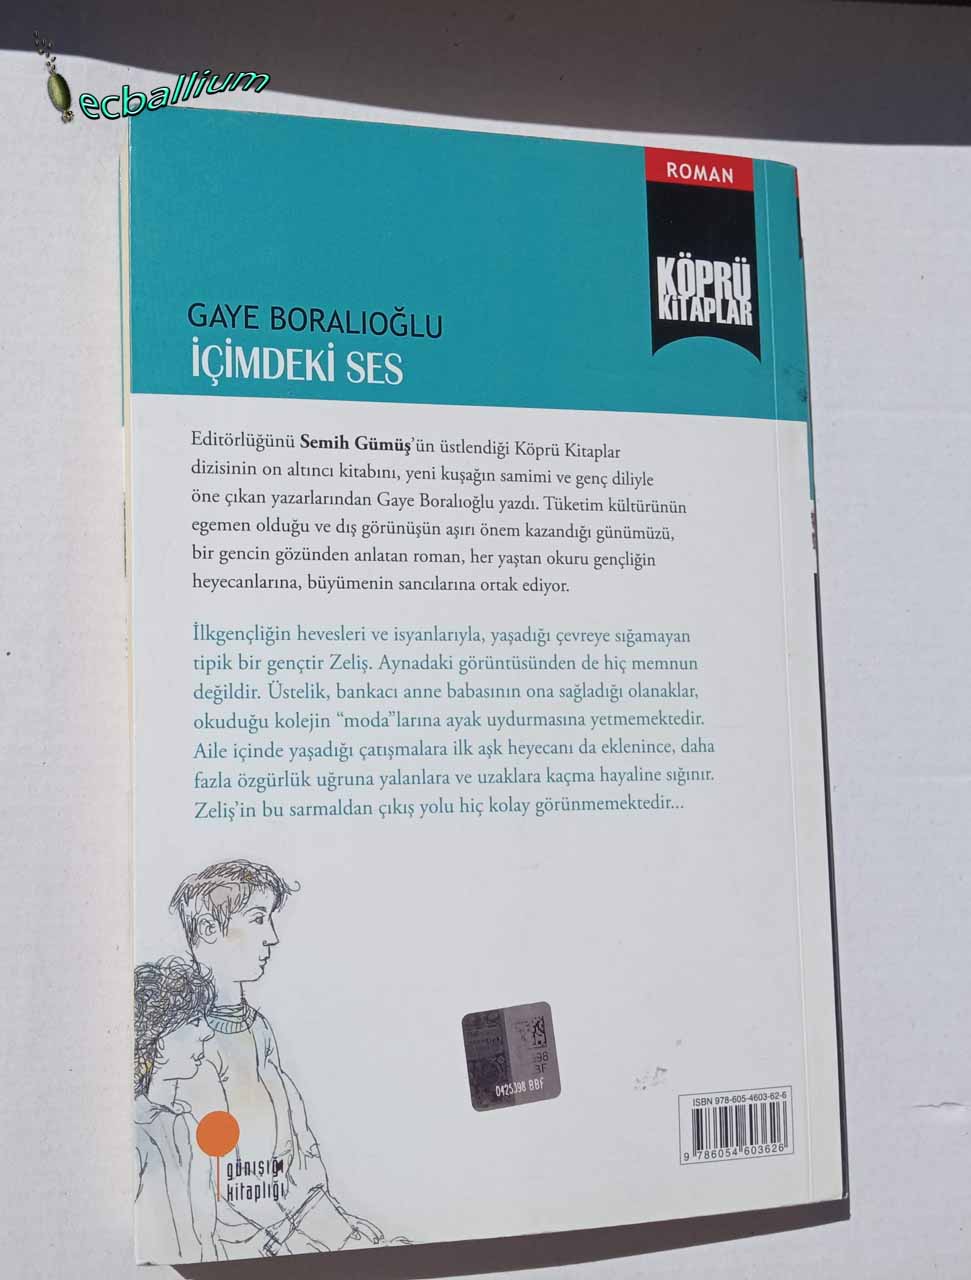 ecballium
ROMAN
KÖPRÜ
KİTAPLAR
GAYE BORALIOĞLU
İÇİMDEKİ SES
Editörlüğünü Semih Gümüş'ün üstlendiği Köprü Kitaplar
dizisinin on altıncı kitabını, yeni kuşağın samimi ve genç diliyle
öne çıkan yazarlarından Gaye Boralıoğlu yazdı. Tüketim kültürünün
egemen olduğu ve dış görünüşün aşırı önem kazandığı günümüzü,
bir gencin gözünden anlatan roman, her yaştan okuru gençliğin
heyecanlarına, büyümenin sancılarına ortak ediyor.
İlkgençliğin hevesleri ve isyanlarıyla, yaşadığı çevreye sığamayan
tipik bir gençtir Zeliş. Aynadaki görüntüsünden de hiç memnun
değildir. Üstelik, bankacı anne babasının ona sağladığı olanaklar,
okuduğu kolejin “moda”larına ayak uydurmasına yetmemektedir.
Aile içinde yaşadığı çatışmalara ilk aşk heyecanı da eklenince, daha
fazla özgürlük uğruna yalanlara ve uzaklara kaçma hayaline sığınır.
Zeliş'in bu sarmaldan çıkış yolu hiç kolay görünmemektedir...
98
BF
0425398 BBF
ISBN 978-605-4603-62-6
9 786054 603626
günışığı
kitaplığı